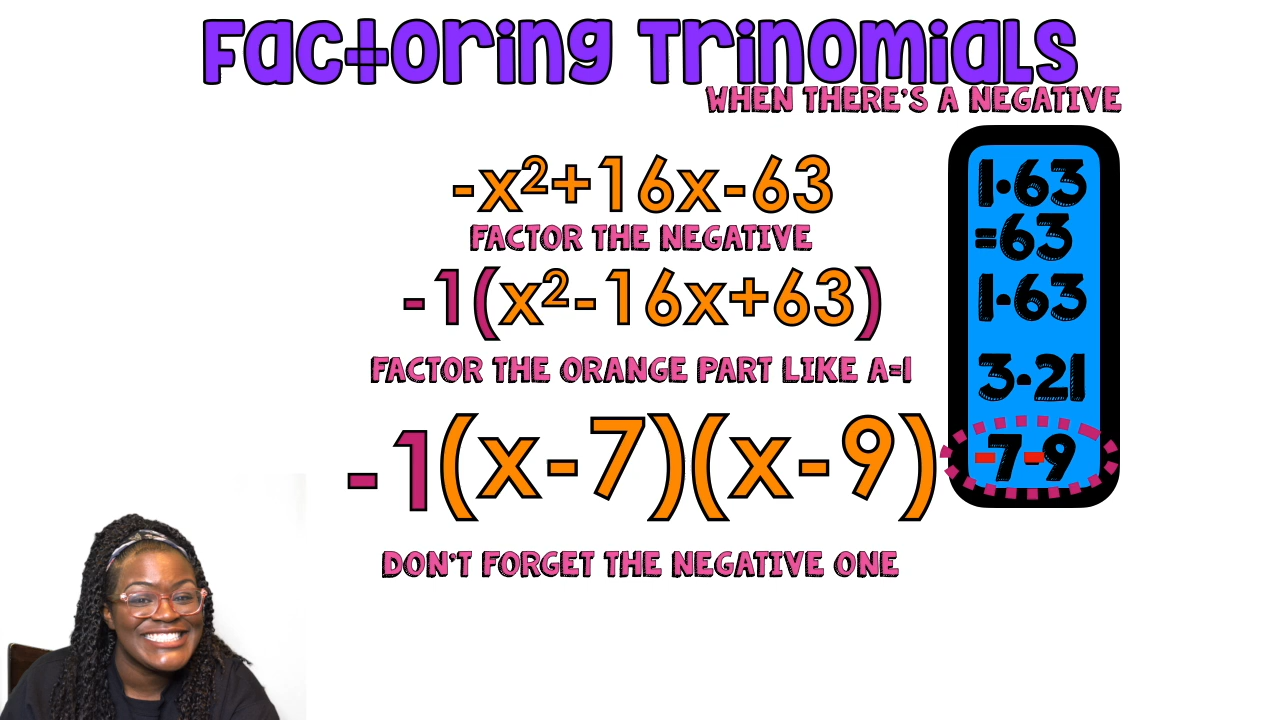 Factoring Trinomials
WHEN THERE'S A NEGATIVE
-x²+16x-63
FACTOR THE NEGATIVE
-1(x²-16x+63)
FACTOR THE ORANGE PART LIKE A=1
-1(x-7)(x-9)
DON'T FORGET THE NEGATIVE ONE
1•63
=63
1-63
3-21
-7-9